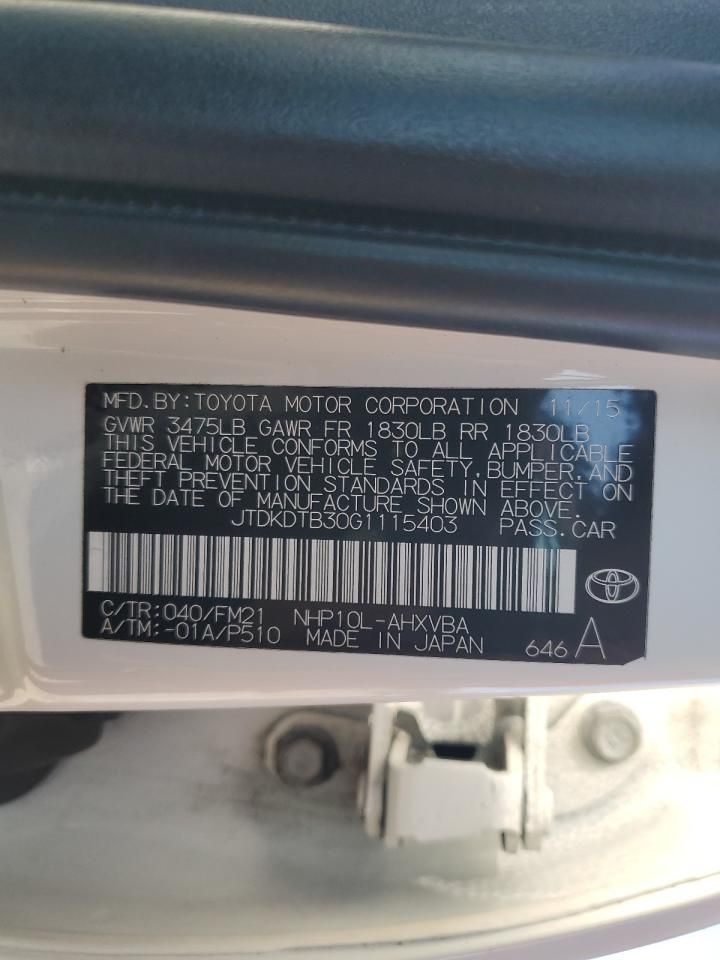 MFD. BY: TOYOTA MOTOR CORPORATION 11/15
GVWR 3475LB GAWR FR 1830LB RR 1830LB
THIS VEHICLE CONFORMS TO ALL APPLICABLE
FEDERAL MOTOR VEHICLE SAFETY, BUMPER, AND
THEFT PREVENTION STANDARDS IN EFFECT ON
THE DATE OF MANUFACTURE SHOWN ABOVE.
JTDKDTB30G1115403 PASS. CAR
C/TR: 040/FM21 NHP10L-AHXVBA
A/TM: -01A/P510 MADE IN JAPAN 646 A